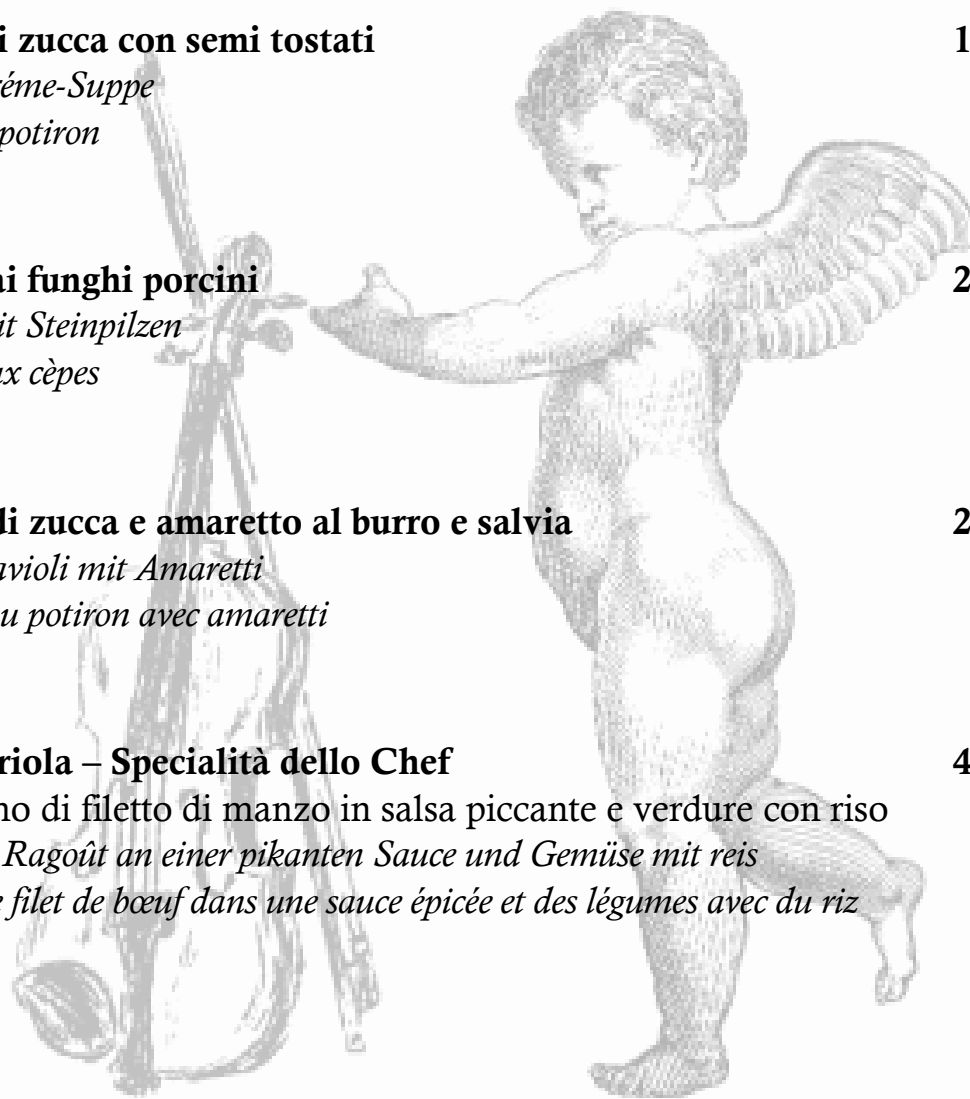 i zucca con semi tostati 1
réme-Suppe
potiron
ai funghi porcini 2
it Steinpilzen
ux cèpes
di zucca e amaretto al burro e salvia 2
avioli mit Amaretti
u potiron avec amaretti
riola – Specialità dello Chef 4
no di filetto di manzo in salsa piccante e verdure con riso
Ragoût an einer pikanten Sauce und Gemüse mit reis
e filet de bœuf dans une sauce épicée et des légumes avec du riz